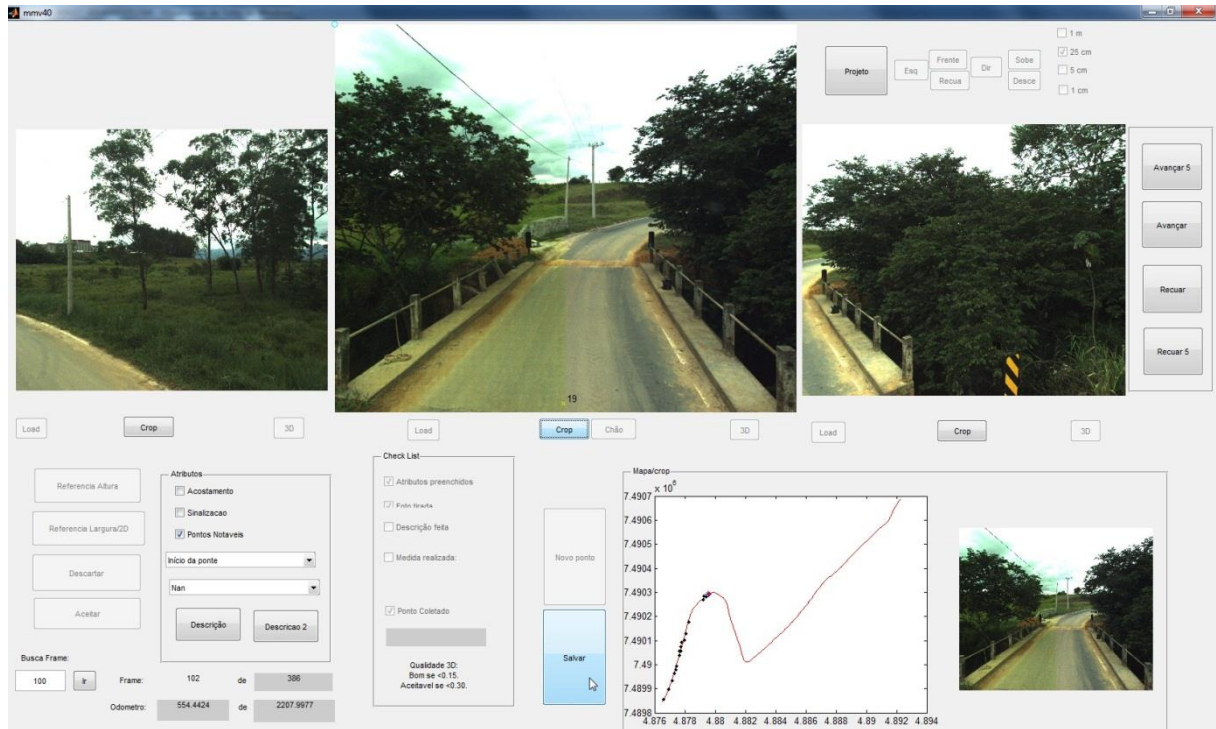 mmv40
1 m
25 cm
5 cm
1 cm
Projeto
Esq
Frente
Recua
Dir
Sobe
Desce
Avançar 5
Avançar
Recuar
Recuar 5
19
Load
Crop
3D
Load
Crop
Chão
3D
Load
Crop
3D
Referencia Altura
Referencia Largura/2D
Descartar
Aceitar
Busca Frame:
100
Ir
Atributos
Acostamento
Sinalizacao
Pontos Notaveis
Início da ponte
Nan
Descrição
Descricao 2
Frame:
102
de
386
Odometro:
554.4424
de
2207.9977
Check List
Atributos preenchidos
Foto tirada
Descrição feita
Medida realizada:
Ponto Coletado
Qualidade 3D:
Bom se <0.15.
Aceitavel se <0.30.
Novo ponto
Salvar
Mapa/crop
x 10⁶
7.4907
7.4906
7.4905
7.4904
7.4903
7.4902
7.4901
7.49
7.4899
7.4898
4.876 4.878 4.88 4.882 4.884 4.886 4.888 4.89 4.892 4.894